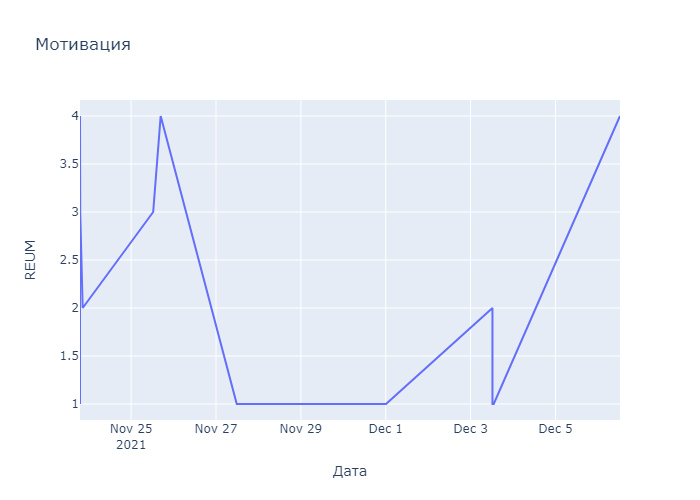 Мотивация
REUM
4
3.5
3
2.5
2
1.5
1
Nov 25
2021
Nov 27
Nov 29
Dec 1
Dec 3
Dec 5
Дата